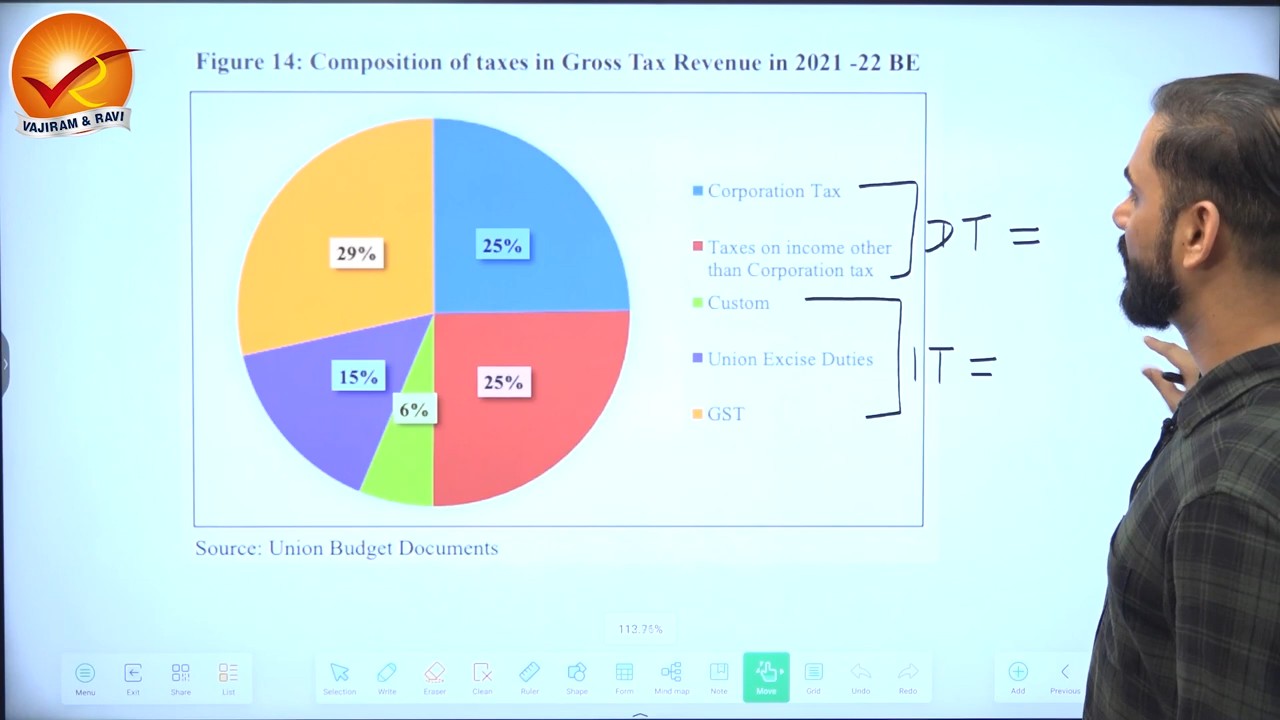 VAJIRAM & RAVI
Figure 14: Composition of taxes in Gross Tax Revenue in 2021 -22 BE
29%
25%
15%
6%
25%
Corporation Tax
Taxes on income other
than Corporation tax
Custom
Union Excise Duties
GST
DT =
IT =
Source: Union Budget Documents
113.75%
Menu
Exit
Share
List
Selection
Write
Eraser
Clean
Ruler
Shape
Form
Mind map
Note
Move
Grid
Undo
Redo
Add
Previous